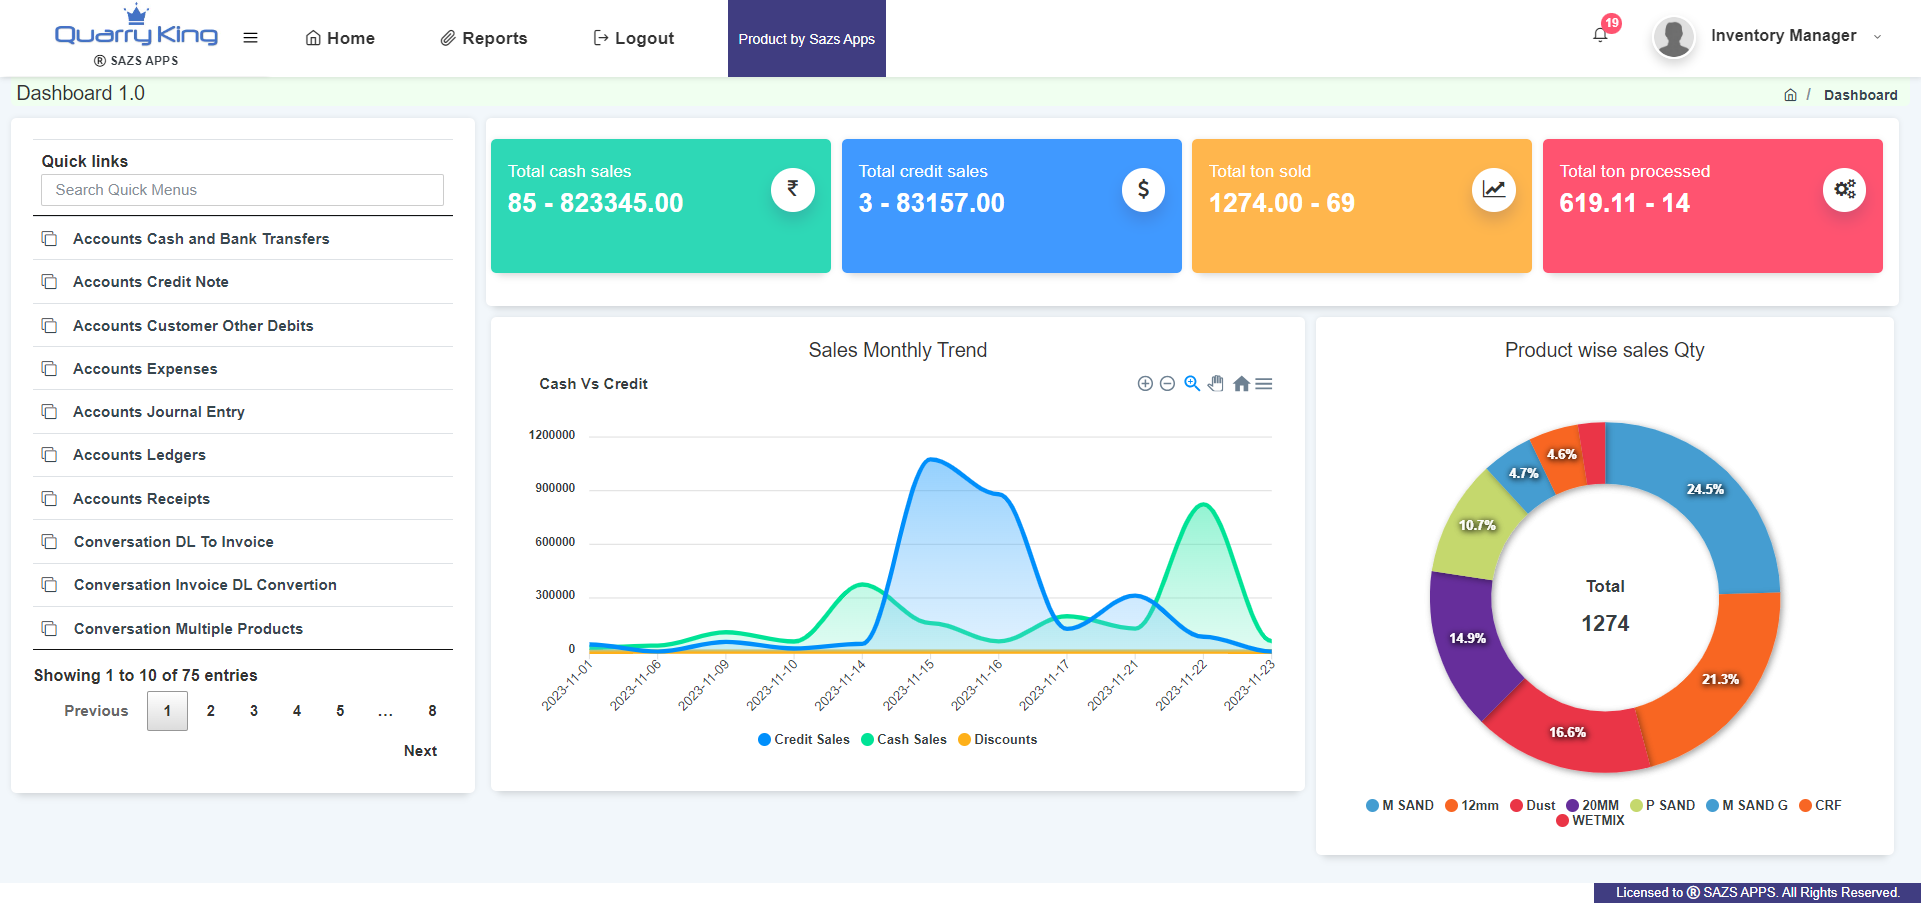 Quarry King
® SAZS APPS
Home
Reports
Logout
Product by Sazs Apps
19
Inventory Manager
Dashboard 1.0
/ Dashboard
Quick links
Search Quick Menus
Accounts Cash and Bank Transfers
Accounts Credit Note
Accounts Customer Other Debits
Accounts Expenses
Accounts Journal Entry
Accounts Ledgers
Accounts Receipts
Conversation DL To Invoice
Conversation Invoice DL Convertion
Conversation Multiple Products
Showing 1 to 10 of 75 entries
Previous 1 2 3 4 5 ... 8
Next
Total cash sales
85 - 823345.00
₹
Total credit sales
3 - 83157.00
$
Total ton sold
1274.00 - 69
Total ton processed
619.11 - 14
Sales Monthly Trend
Cash Vs Credit
1200000
900000
600000
300000
0
2023-11-01 2023-11-06 2023-11-09 2023-11-10 2023-11-14 2023-11-15 2023-11-16 2023-11-17 2023-11-21 2023-11-22 2023-11-23
Credit Sales Cash Sales Discounts
Product wise sales Qty
24.5%
21.3%
16.6%
14.9%
10.7%
4.7%
4.6%
Total
1274
M SAND 12mm Dust 20MM P SAND M SAND G CRF
WETMIX
Licensed to ® SAZS APPS. All Rights Reserved.